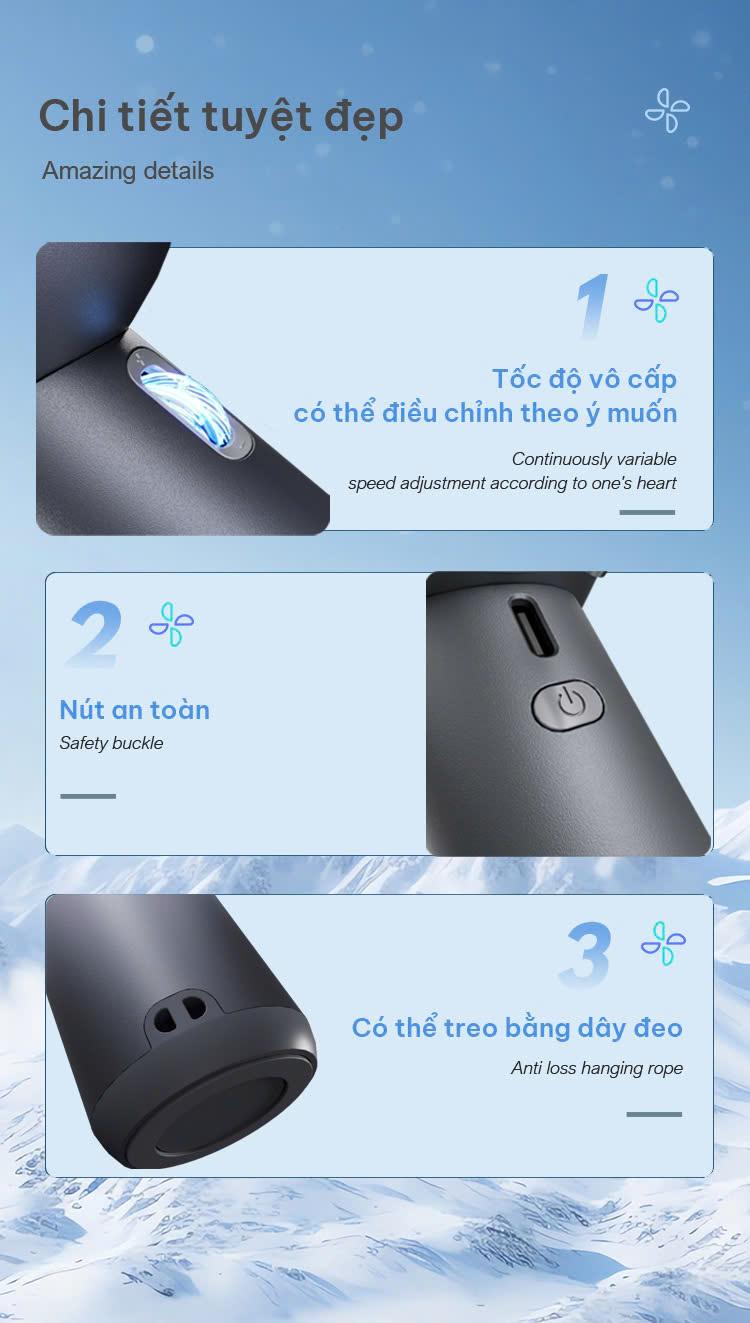 Chi tiết tuyệt đẹp
Amazing details
1
Tốc độ vô cấp
có thể điều chỉnh theo ý muốn
Continuously variable
speed adjustment according to one's heart
2
Nút an toàn
Safety buckle
3
Có thể treo bằng dây đeo
Anti loss hanging rope